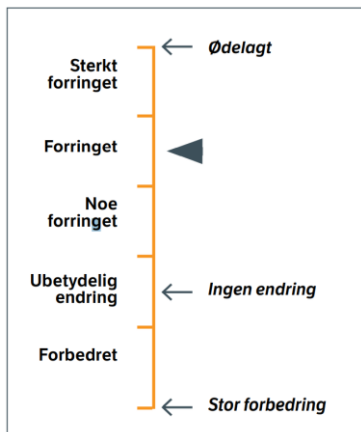 Ødelagt
Sterkt
forringet
Forringet
Noe
forringet
Ubetydelig
endring
Ingen endring
Forbedret
Stor forbedring